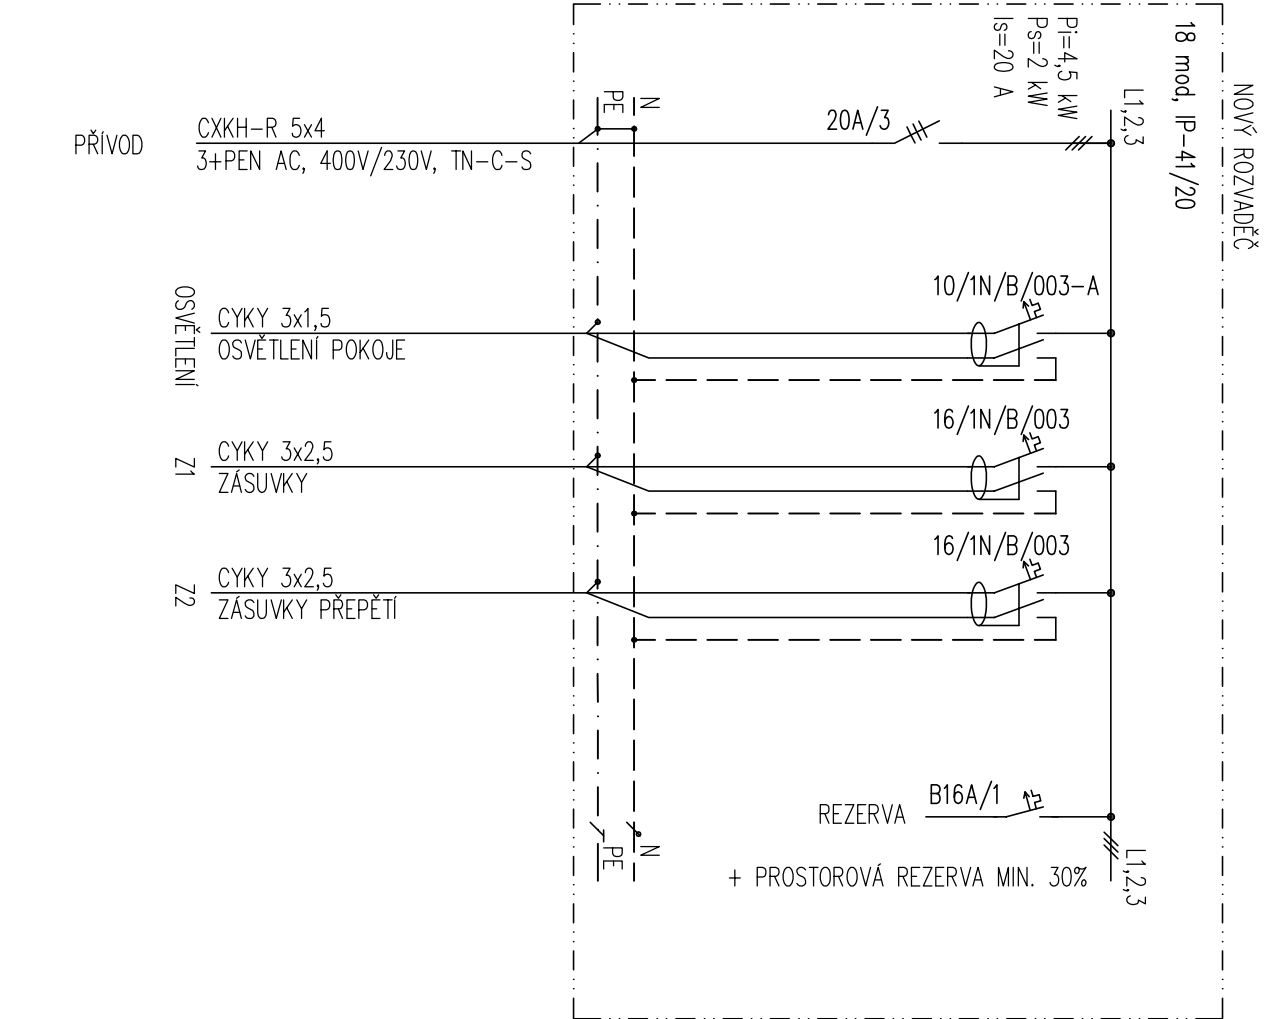 NOVÝ ROZVADĚČ
18 mod, IP-41/20
Pi=4,5 kW
Ps=2 kW
Is=20 A
L1,2,3
N
PE
20A/3
PŘÍVOD
CXKH-R 5x4
3+PEN AC, 400V/230V, TN-C-S
10/1N/B/003-A
OSVĚTLENÍ
CYKY 3x1,5
OSVĚTLENÍ POKOJE
16/1N/B/003
Z1
CYKY 3x2,5
ZÁSUVKY
16/1N/B/003
Z2
CYKY 3x2,5
ZÁSUVKY PŘEPĚTÍ
B16A/1
REZERVA
N
PE
L1,2,3
+ PROSTOROVÁ REZERVA MIN. 30%